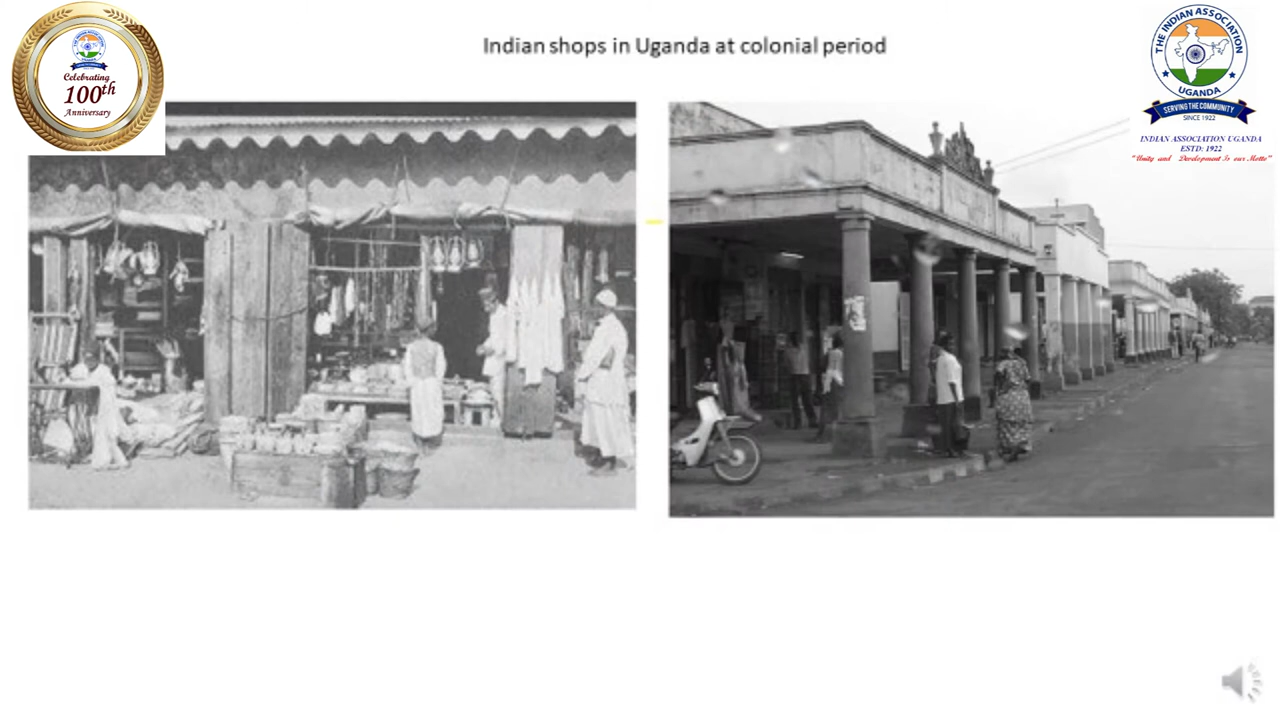 Celebrating
100th
Anniversary
Indian shops in Uganda at colonial period
THE INDIAN ASSOCIATION
UGANDA
SERVING THE COMMUNITY
SINCE 1922
INDIAN ASSOCIATION UGANDA
ESTD: 1922
"Unity and Development Is our Motto"